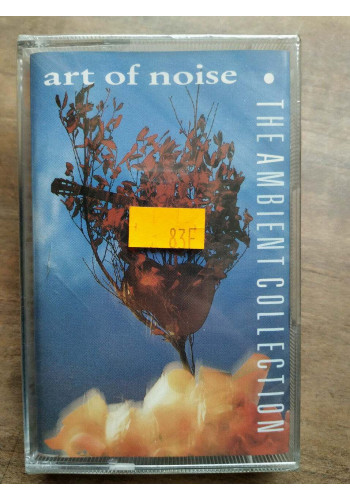 art of noise •
THE AMBIENT COLLECTION
83F